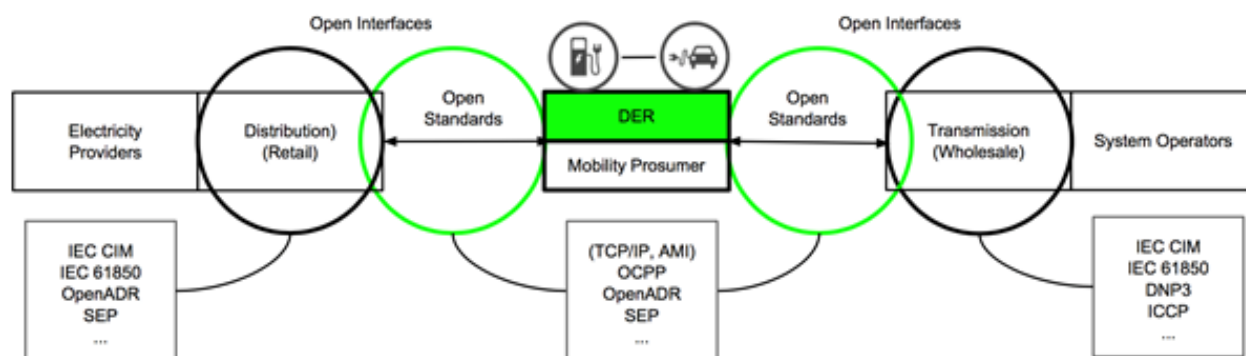 Open Interfaces
Open Interfaces
Electricity
Providers
Distribution)
(Retail)
Open
Standards
DER
Mobility Prosumer
Open
Standards
Transmission
(Wholesale)
System Operators
IEC CIM
IEC 61850
OpenADR
SEP
...
(TCP/IP, AMI)
OCPP
OpenADR
SEP
...
IEC CIM
IEC 61850
DNP3
ICCP
...